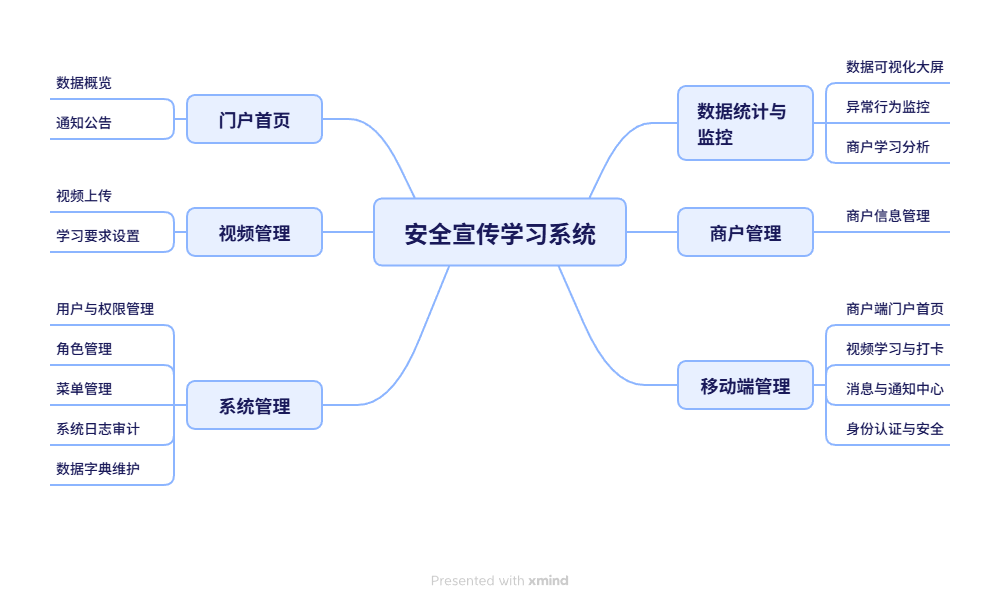 安全宣传学习系统
门户首页
数据概览
通知公告
视频管理
视频上传
学习要求设置
系统管理
用户与权限管理
角色管理
菜单管理
系统日志审计
数据字典维护
数据统计与
监控
数据可视化大屏
异常行为监控
商户学习分析
商户管理
商户信息管理
移动端管理
商户端门户首页
视频学习与打卡
消息与通知中心
身份认证与安全
Presented with xmind